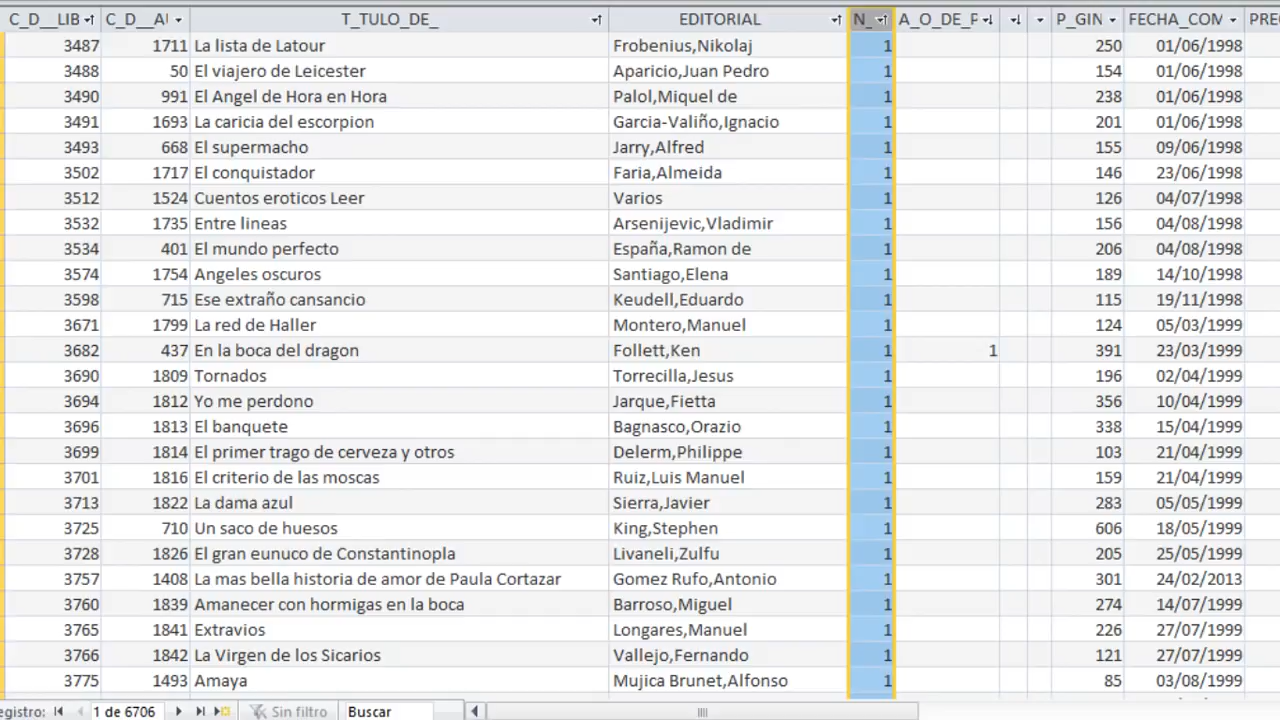 C_D__LIB C_D__AU T_TULO_DE_ EDITORIAL N_ A_O_DE_P P_GIN FECHA_COM PREC
3487 1711 La lista de Latour Frobenius,Nikolaj 1 250 01/06/1998
3488 50 El viajero de Leicester Aparicio,Juan Pedro 1 154 01/06/1998
3490 991 El Angel de Hora en Hora Palol,Miquel de 1 238 01/06/1998
3491 1693 La caricia del escorpion Garcia-Valiño,Ignacio 1 201 01/06/1998
3493 668 El supermacho Jarry,Alfred 1 155 09/06/1998
3502 1717 El conquistador Faria,Almeida 1 146 23/06/1998
3512 1524 Cuentos eroticos Leer Varios 1 126 04/07/1998
3532 1735 Entre lineas Arsenijevic,Vladimir 1 156 04/08/1998
3534 401 El mundo perfecto España,Ramon de 1 206 04/08/1998
3574 1754 Angeles oscuros Santiago,Elena 1 189 14/10/1998
3598 715 Ese extraño cansancio Keudell,Eduardo 1 115 19/11/1998
3671 1799 La red de Haller Montero,Manuel 1 124 05/03/1999
3682 437 En la boca del dragon Follett,Ken 1 1 391 23/03/1999
3690 1809 Tornados Torrecilla,Jesus 1 196 02/04/1999
3694 1812 Yo me perdono Jarque,Fietta 1 356 10/04/1999
3696 1813 El banquete Bagnasco,Orazio 1 338 15/04/1999
3699 1814 El primer trago de cerveza y otros Delerm,Philippe 1 103 21/04/1999
3701 1816 El criterio de las moscas Ruiz,Luis Manuel 1 159 21/04/1999
3713 1822 La dama azul Sierra,Javier 1 283 05/05/1999
3725 710 Un saco de huesos King,Stephen 1 606 18/05/1999
3728 1826 El gran eunuco de Constantinopla Livaneli,Zulfu 1 205 25/05/1999
3757 1408 La mas bella historia de amor de Paula Cortazar Gomez Rufo,Antonio 1 301 24/02/2013
3760 1839 Amanecer con hormigas en la boca Barroso,Miguel 1 274 14/07/1999
3765 1841 Extravios Longares,Manuel 1 226 27/07/1999
3766 1842 La Virgen de los Sicarios Vallejo,Fernando 1 121 27/07/1999
3775 1493 Amaya Mujica Brunet,Alfonso 1 85 03/08/1999
egistro: 1 de 6706 Sin filtro Buscar